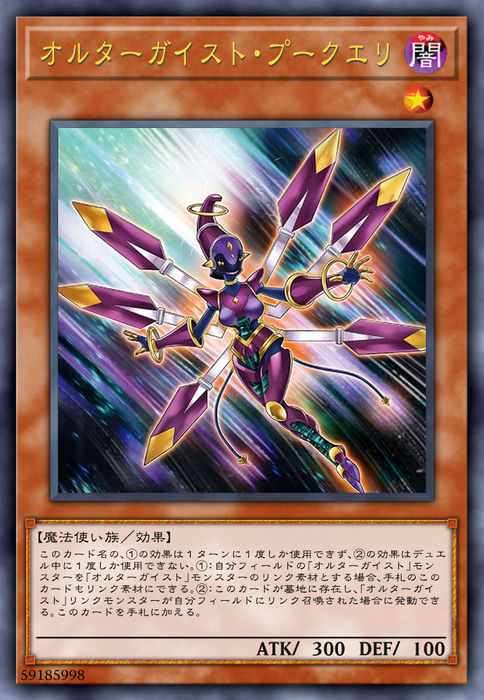 オルターガイスト・プークエリ
やみ
闇
【魔法使い族／効果】
このカード名の、①の効果は１ターンに１度しか使用できず、②の効果はデュエ
ル中に１度しか使用できない。①：自分フィールドの「オルターガイスト」モン
スターを「オルターガイスト」モンスターのリンク素材とする場合、手札のこの
カードもリンク素材にできる。②：このカードが墓地に存在し、「オルターガイ
スト」リンクモンスターが自分フィールドにリンク召喚された場合に発動でき
る。このカードを手札に加える。
ATK/ 300 DEF/ 100
59185998